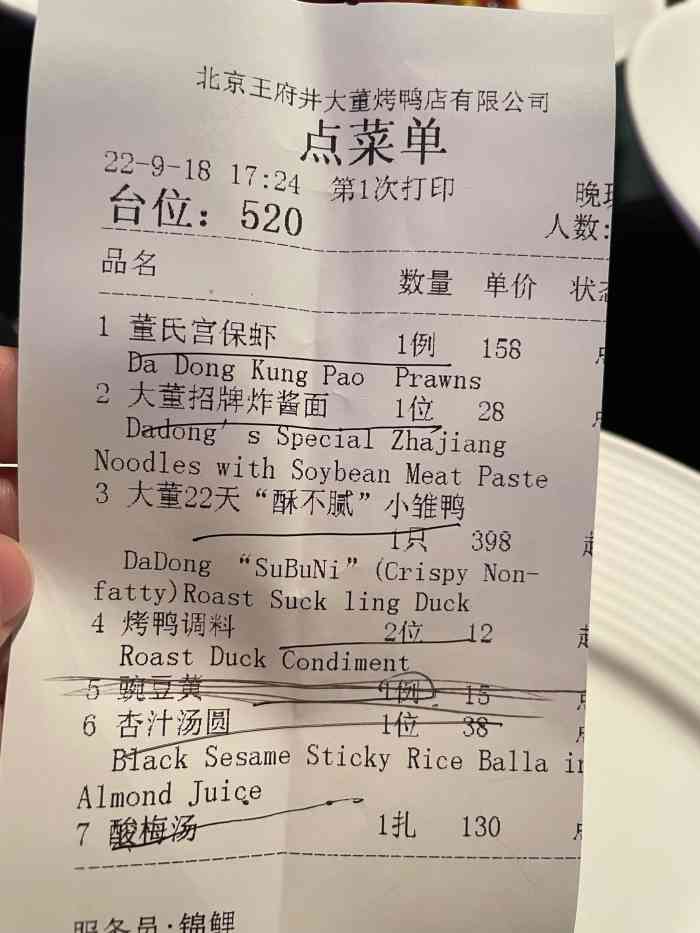 北京王府井大董烤鸭店有限公司
点菜单
22-9-18 17:24 第1次打印 晚
台位: 520 人数:
品名 数量 单价 状态
1 董氏宫保虾 1例 158
Da Dong Kung Pao Prawns
2 大董招牌炸酱面 1位 28
Dadong's Special Zhajiang
Noodles with Soybean Meat Paste
3 大董22天“酥不腻”小雏鸭
1只 398
DaDong “SuBuNi”(Crispy Non-
fatty)Roast Suck ling Duck
4 烤鸭调料 2位 12
Roast Duck Condiment
5 豌豆黄 1例 15
6 杏汁汤圆 1位 38
Black Sesame Sticky Rice Balla in
Almond Juice
7 酸梅汤 1扎 130
服务员:锦鲤